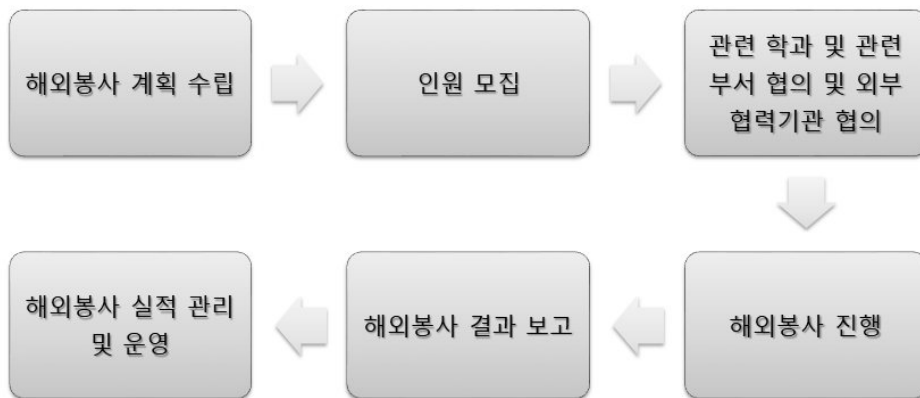 해외봉사 계획 수립
인원 모집
관련 학과 및 관련
부서 협의 및 외부
협력기관 협의
해외봉사 진행
해외봉사 결과 보고
해외봉사 실적 관리
및 운영